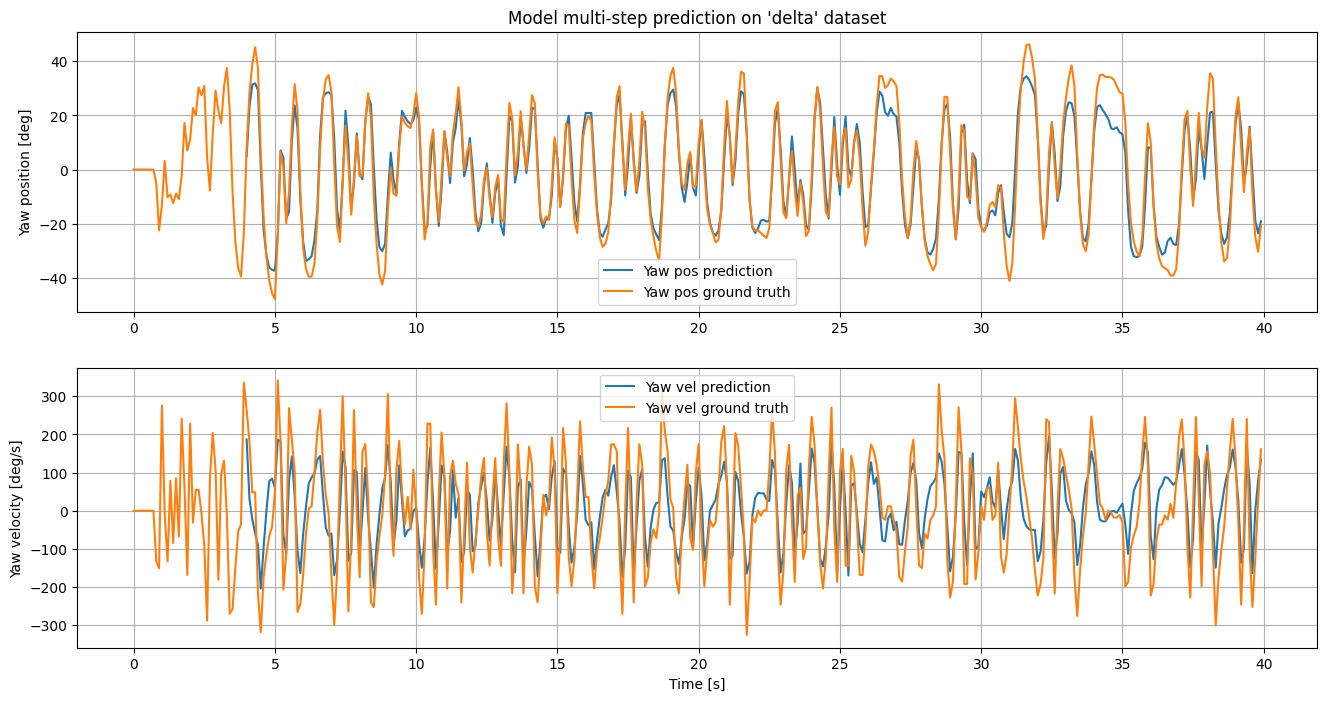 Model multi-step prediction on 'delta' dataset
Yaw position [deg]
40
20
0
−20
−40
Yaw pos prediction
Yaw pos ground truth
0 5 10 15 20 25 30 35 40
Yaw velocity [deg/s]
300
200
100
0
−100
−200
−300
Yaw vel prediction
Yaw vel ground truth
0 5 10 15 20 25 30 35 40
Time [s]